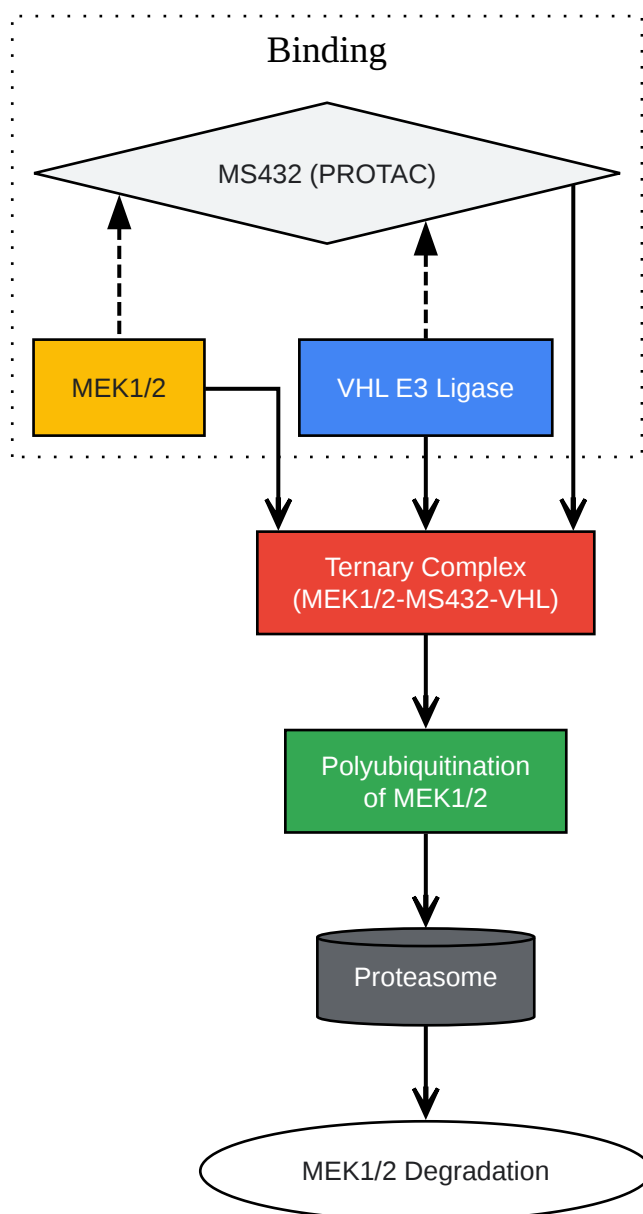 Binding
MS432 (PROTAC)
MEK1/2
VHL E3 Ligase
Ternary Complex
(MEK1/2-MS432-VHL)
Polyubiquitination
of MEK1/2
Proteasome
MEK1/2 Degradation